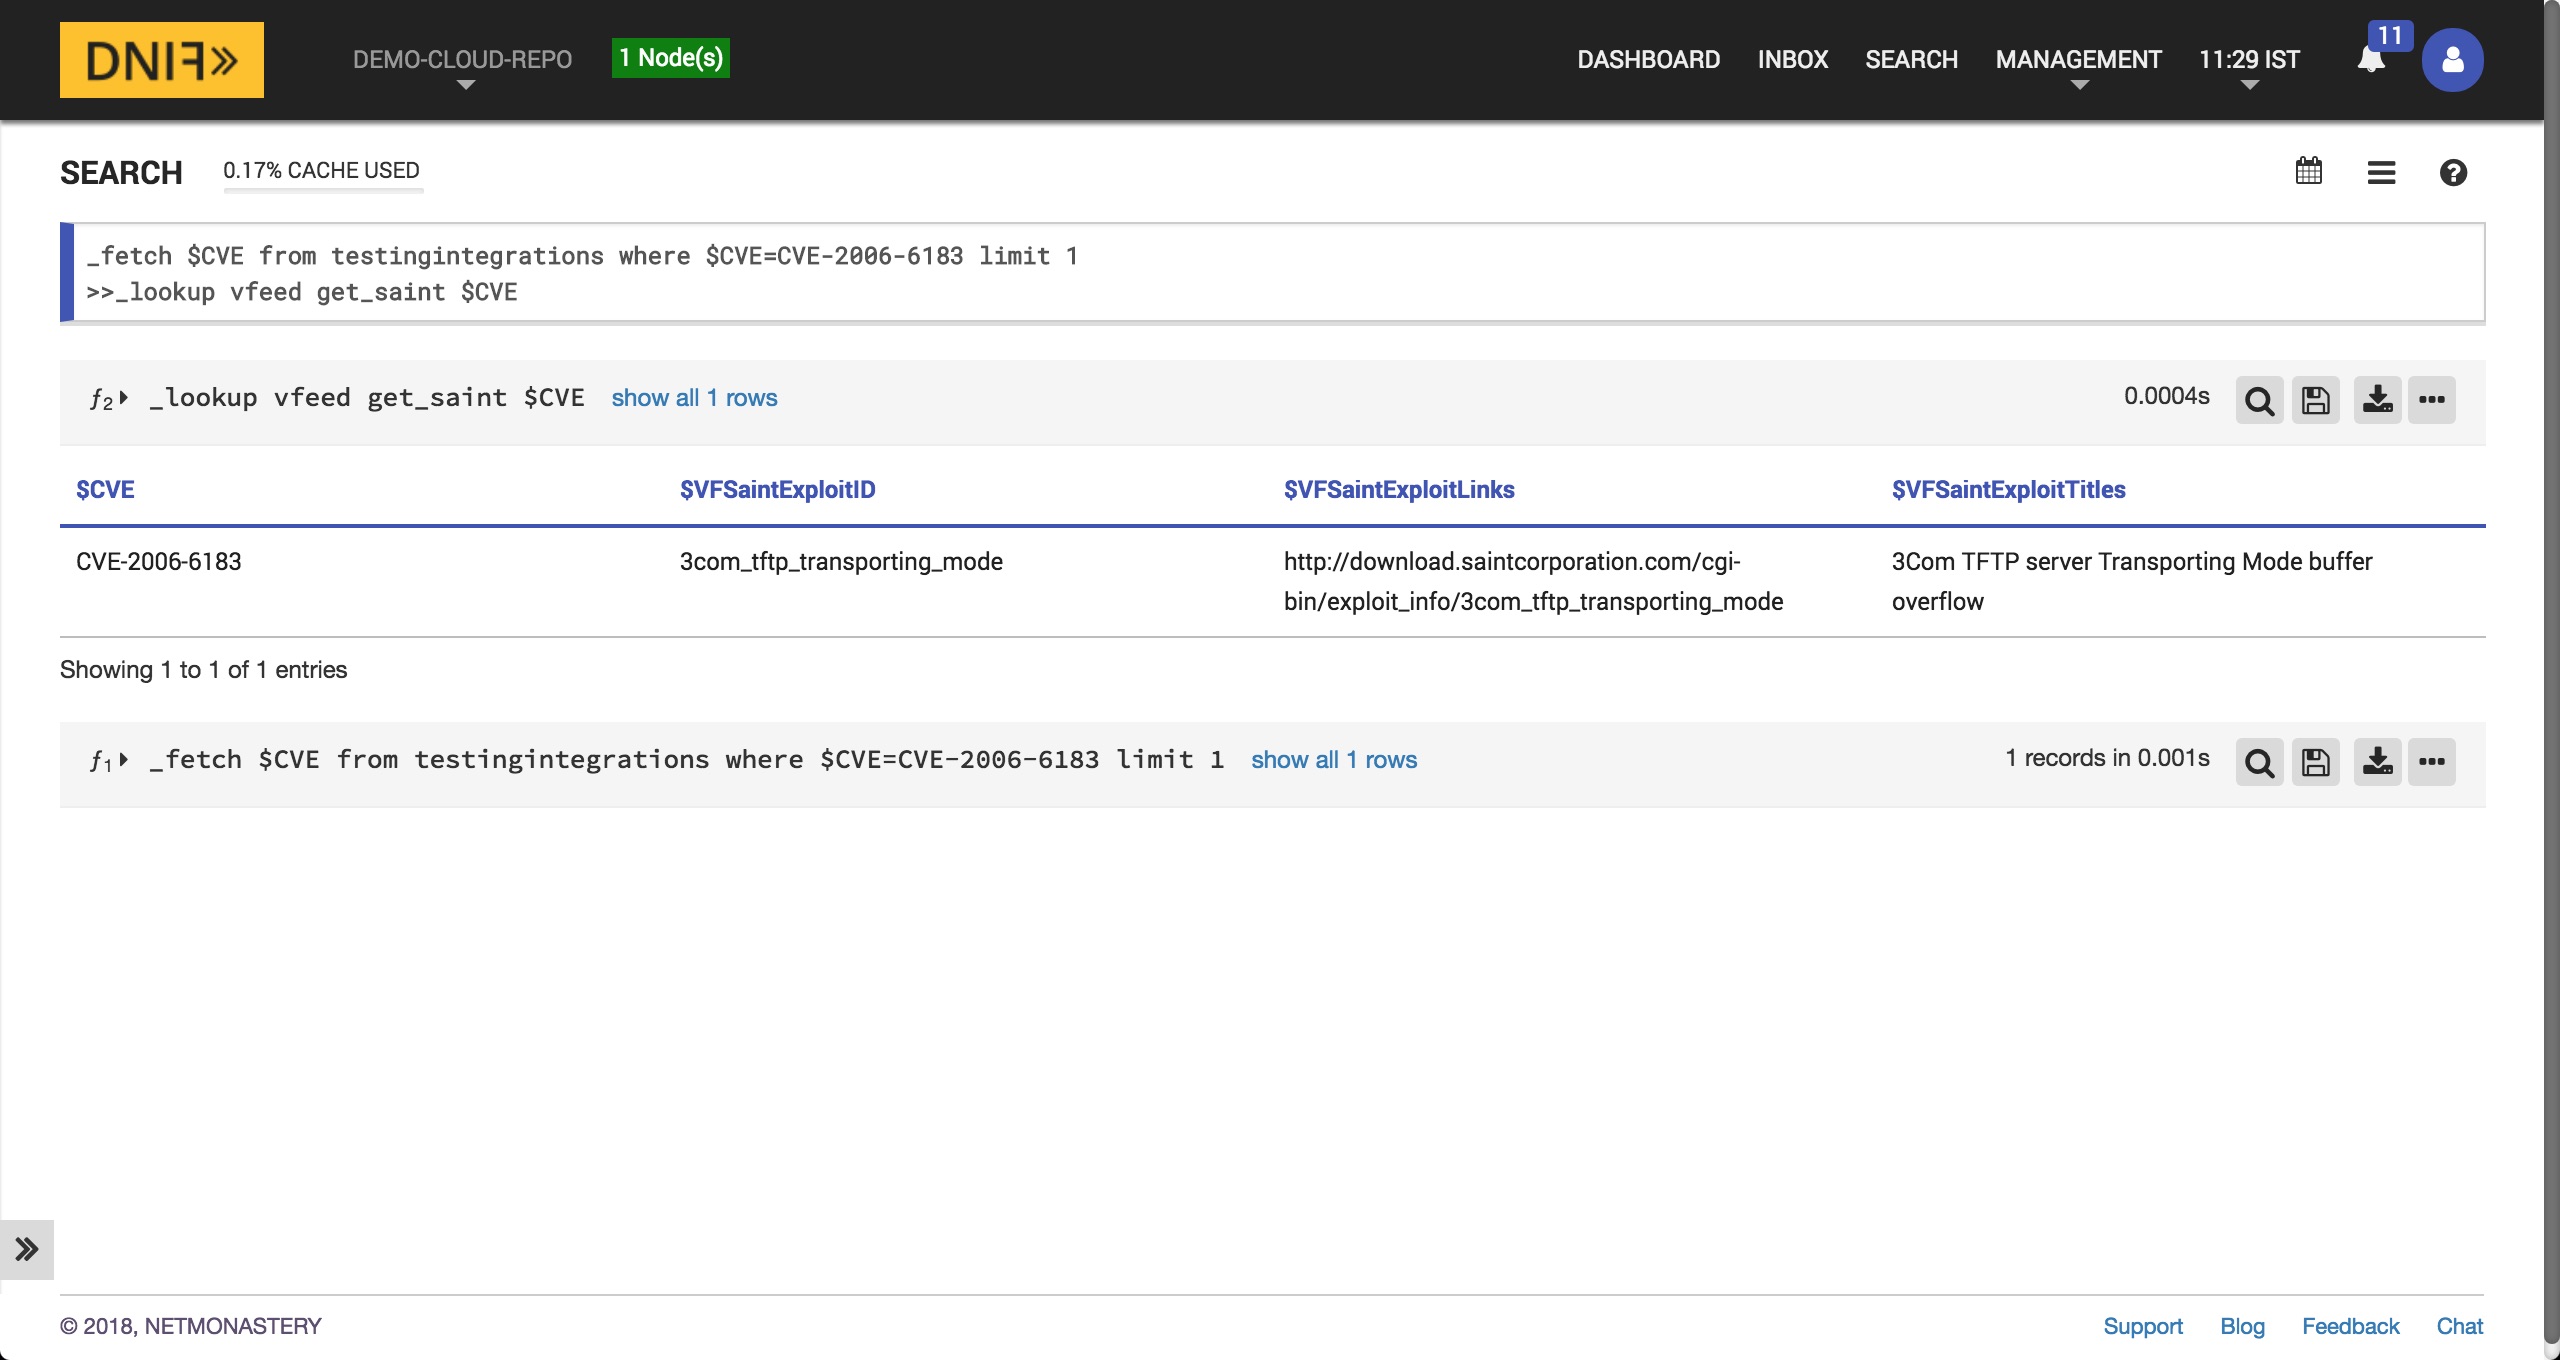 DNIF»
DEMO-CLOUD-REPO
1 Node(s)
DASHBOARD INBOX SEARCH MANAGEMENT 11:29 IST 11
SEARCH 0.17% CACHE USED
_fetch $CVE from testingintegrations where $CVE=CVE-2006-6183 limit 1
>>_lookup vfeed get_saint $CVE
f2 _lookup vfeed get_saint $CVE show all 1 rows 0.0004s
$CVE $VFSaintExploitID $VFSaintExploitLinks $VFSaintExploitTitles
CVE-2006-6183 3com_tftp_transporting_mode http://download.saintcorporation.com/cgi- 3Com TFTP server Transporting Mode buffer
bin/exploit_info/3com_tftp_transporting_mode overflow
Showing 1 to 1 of 1 entries
f1 _fetch $CVE from testingintegrations where $CVE=CVE-2006-6183 limit 1 show all 1 rows 1 records in 0.001s
© 2018, NETMONASTERY Support Blog Feedback Chat